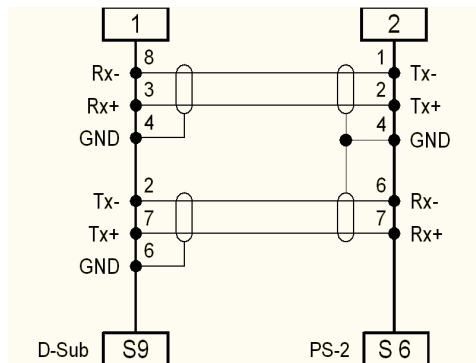 1 2
8 1
Rx- Tx-
3 2
Rx+ Tx+
4 4
GND GND
2 6
Tx- Rx-
7 7
Tx+ Rx+
6
GND
D-Sub S9 PS-2 S 6